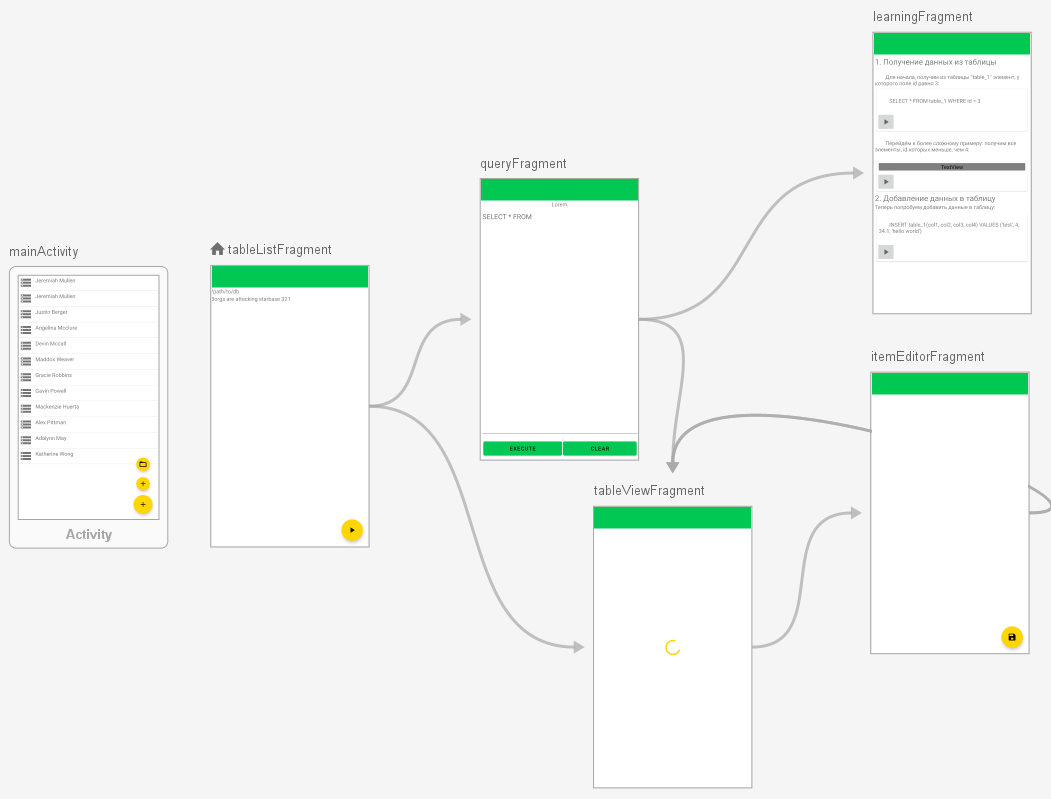 mainActivity
Jeremiah Mullen
Jeremiah Mullen
Justin Berger
Angelina Mcclure
Devin Mccall
Maddox Weaver
Gracie Robbins
Gavin Powell
Mackenzie Huerta
Alex Pittman
Adalynn May
Katherine Wong
Activity
tableListFragment
/path/to/db
Borgs are attacking starbase 321
queryFragment
Lorem
SELECT * FROM
EXECUTE
CLEAR
tableViewFragment
learningFragment
1. Получение данных из таблицы
Для начала, получим из таблицы "table_1" элемент, у
которого поле id равно 3:
SELECT * FROM table_1 WHERE id = 3
Перейдём к более сложному примеру: получим все
элементы, id которых меньше, чем 4:
TextView
2. Добавление данных в таблицу
Теперь попробуем добавить данные в таблицу:
INSERT table_1(col1, col2, col3, col4) VALUES ('test', 4,
34.1, 'hello world')
itemEditorFragment